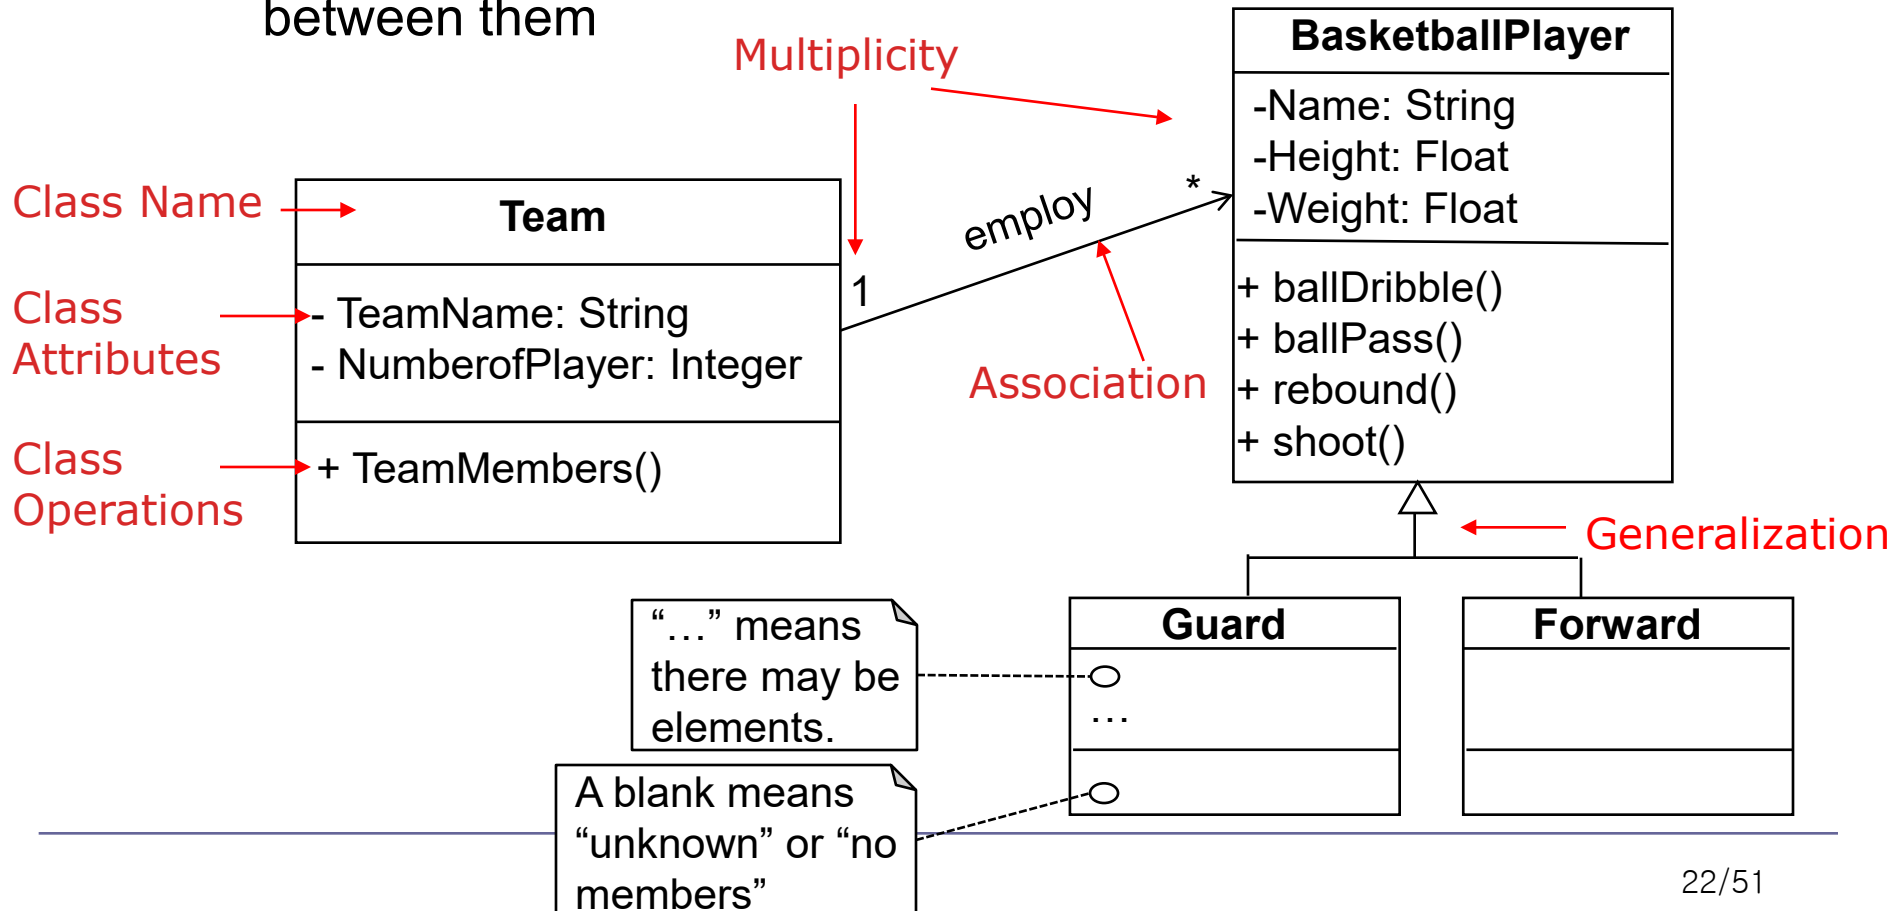 between them
Multiplicity
BasketballPlayer
-Name: String
-Height: Float
-Weight: Float
+ ballDribble()
+ ballPass()
+ rebound()
+ shoot()
Class Name
Team
Class
Attributes
- TeamName: String
- NumberofPlayer: Integer
Class
Operations
+ TeamMembers()
1
employ
*
Association
Generalization
“…” means
there may be
elements.
Guard
…
Forward
A blank means
“unknown” or “no
members”
22/51